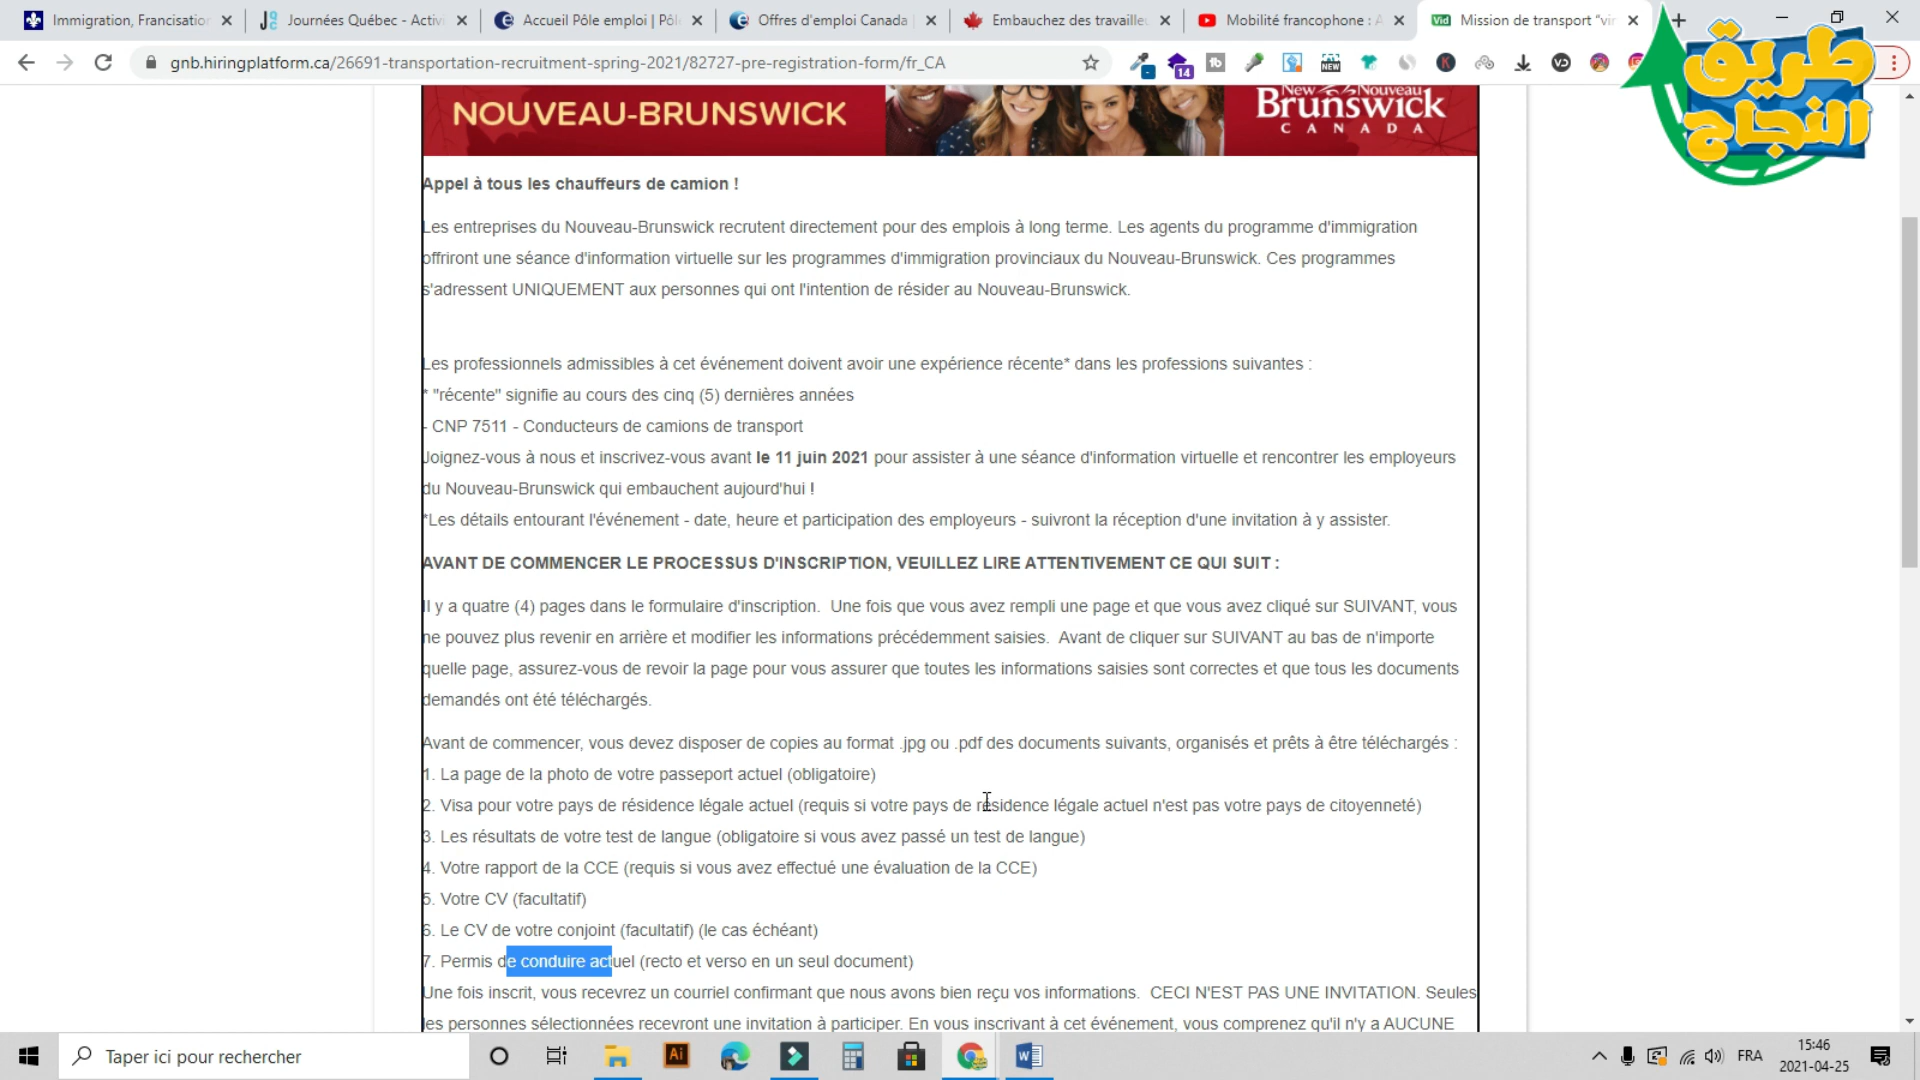 Immigration, Francisation
Journées Québec - Activi
Accueil Pôle emploi | Pôl
Offres d'emploi Canada
Embauchez des travailleu
Mobilité francophone : A
Mission de transport "vir
gnb.hiringplatform.ca/26691-transportation-recruitment-spring-2021/82727-pre-registration-form/fr_CA
طريق
النجاح
NOUVEAU-BRUNSWICK
New Nouveau
Brunswick
CANADA
Appel à tous les chauffeurs de camion !
Les entreprises du Nouveau-Brunswick recrutent directement pour des emplois à long terme. Les agents du programme d'immigration
offriront une séance d'information virtuelle sur les programmes d'immigration provinciaux du Nouveau-Brunswick. Ces programmes
s'adressent UNIQUEMENT aux personnes qui ont l'intention de résider au Nouveau-Brunswick.
Les professionnels admissibles à cet événement doivent avoir une expérience récente* dans les professions suivantes :
* "récente" signifie au cours des cinq (5) dernières années
- CNP 7511 - Conducteurs de camions de transport
Joignez-vous à nous et inscrivez-vous avant le 11 juin 2021 pour assister à une séance d'information virtuelle et rencontrer les employeurs
du Nouveau-Brunswick qui embauchent aujourd'hui !
*Les détails entourant l'événement - date, heure et participation des employeurs - suivront la réception d'une invitation à y assister.
AVANT DE COMMENCER LE PROCESSUS D'INSCRIPTION, VEUILLEZ LIRE ATTENTIVEMENT CE QUI SUIT :
Il y a quatre (4) pages dans le formulaire d'inscription. Une fois que vous avez rempli une page et que vous avez cliqué sur SUIVANT, vous
ne pouvez plus revenir en arrière et modifier les informations précédemment saisies. Avant de cliquer sur SUIVANT au bas de n'importe
quelle page, assurez-vous de revoir la page pour vous assurer que toutes les informations saisies sont correctes et que tous les documents
demandés ont été téléchargés.
Avant de commencer, vous devez disposer de copies au format .jpg ou .pdf des documents suivants, organisés et prêts à être téléchargés :
1. La page de la photo de votre passeport actuel (obligatoire)
2. Visa pour votre pays de résidence légale actuel (requis si votre pays de résidence légale actuel n'est pas votre pays de citoyenneté)
3. Les résultats de votre test de langue (obligatoire si vous avez passé un test de langue)
4. Votre rapport de la CCE (requis si vous avez effectué une évaluation de la CCE)
5. Votre CV (facultatif)
6. Le CV de votre conjoint (facultatif) (le cas échéant)
7. Permis de conduire actuel (recto et verso en un seul document)
Une fois inscrit, vous recevrez un courriel confirmant que nous avons bien reçu vos informations. CECI N'EST PAS UNE INVITATION. Seules
les personnes sélectionnées recevront une invitation à participer. En vous inscrivant à cet événement, vous comprenez qu'il n'y a AUCUNE
Taper ici pour rechercher
FRA
15:46
2021-04-25